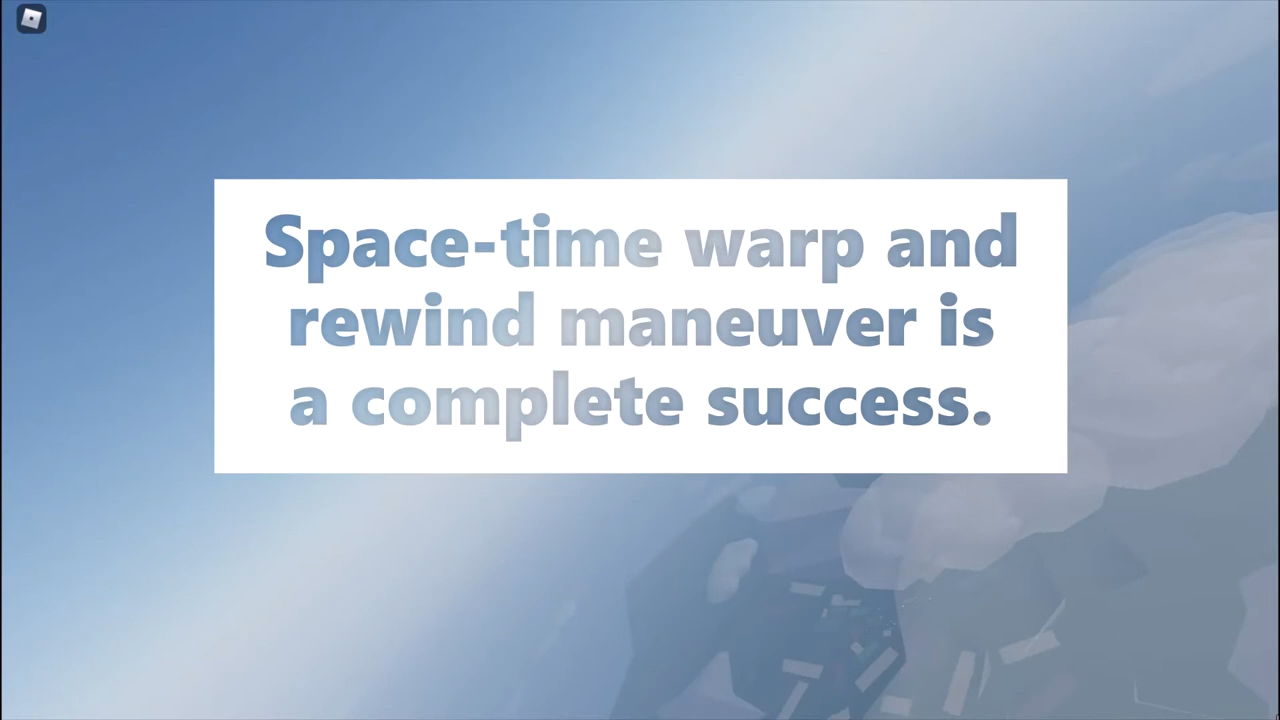 Space-time warp and
rewind maneuver is
a complete success.